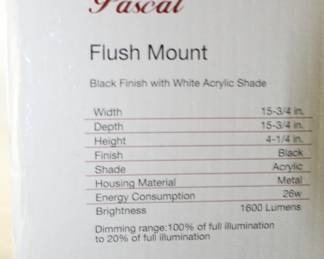 Pascal
Flush Mount
Black Finish with White Acrylic Shade
Width 15-3/4 in.
Depth 15-3/4 in.
Height 4-1/4 in.
Finish Black
Shade Acrylic
Housing Material Metal
Energy Consumption 26w
Brightness 1600 Lumens
Dimming range:100% of full illumination
to 20% of full illumination